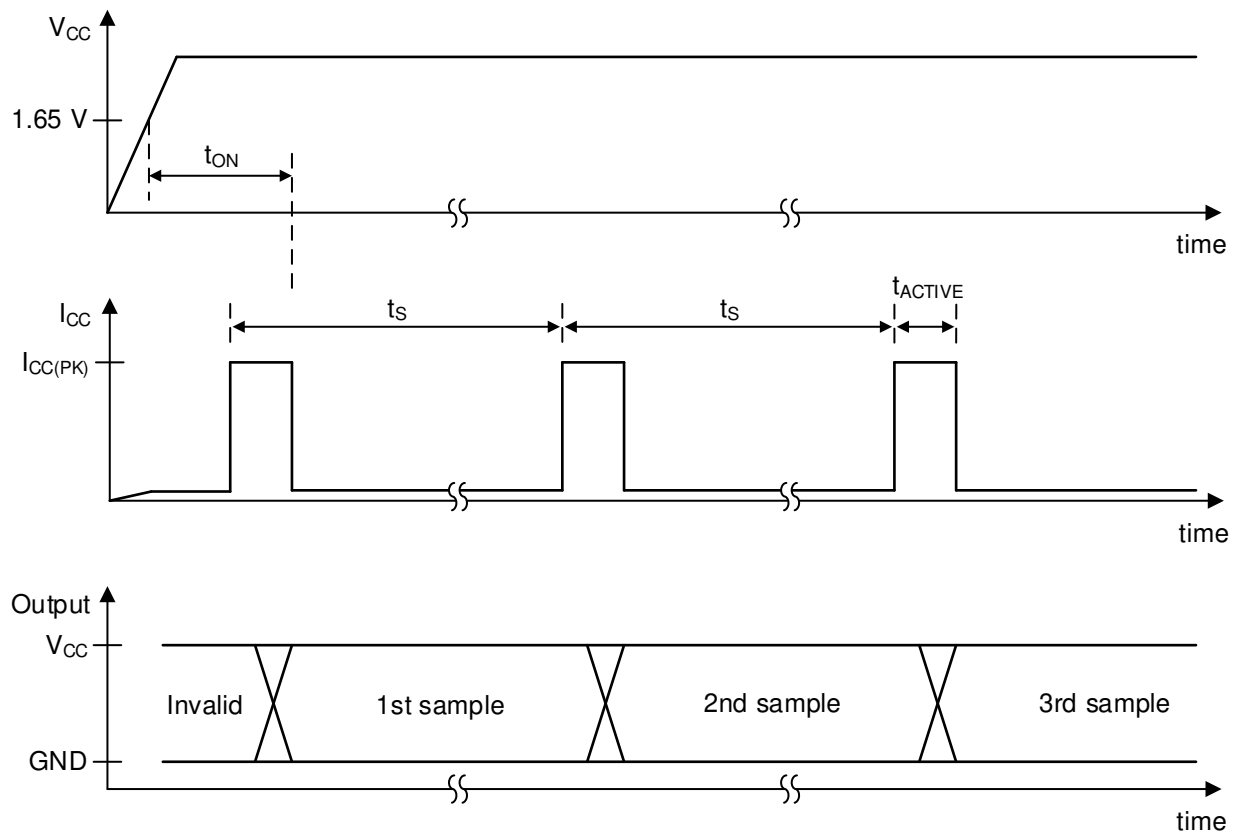 VCC
1.65 V
tON
time
ICC
ICC(PK)
tS
tS
tACTIVE
time
Output
VCC
Invalid
1st sample
2nd sample
3rd sample
GND
time